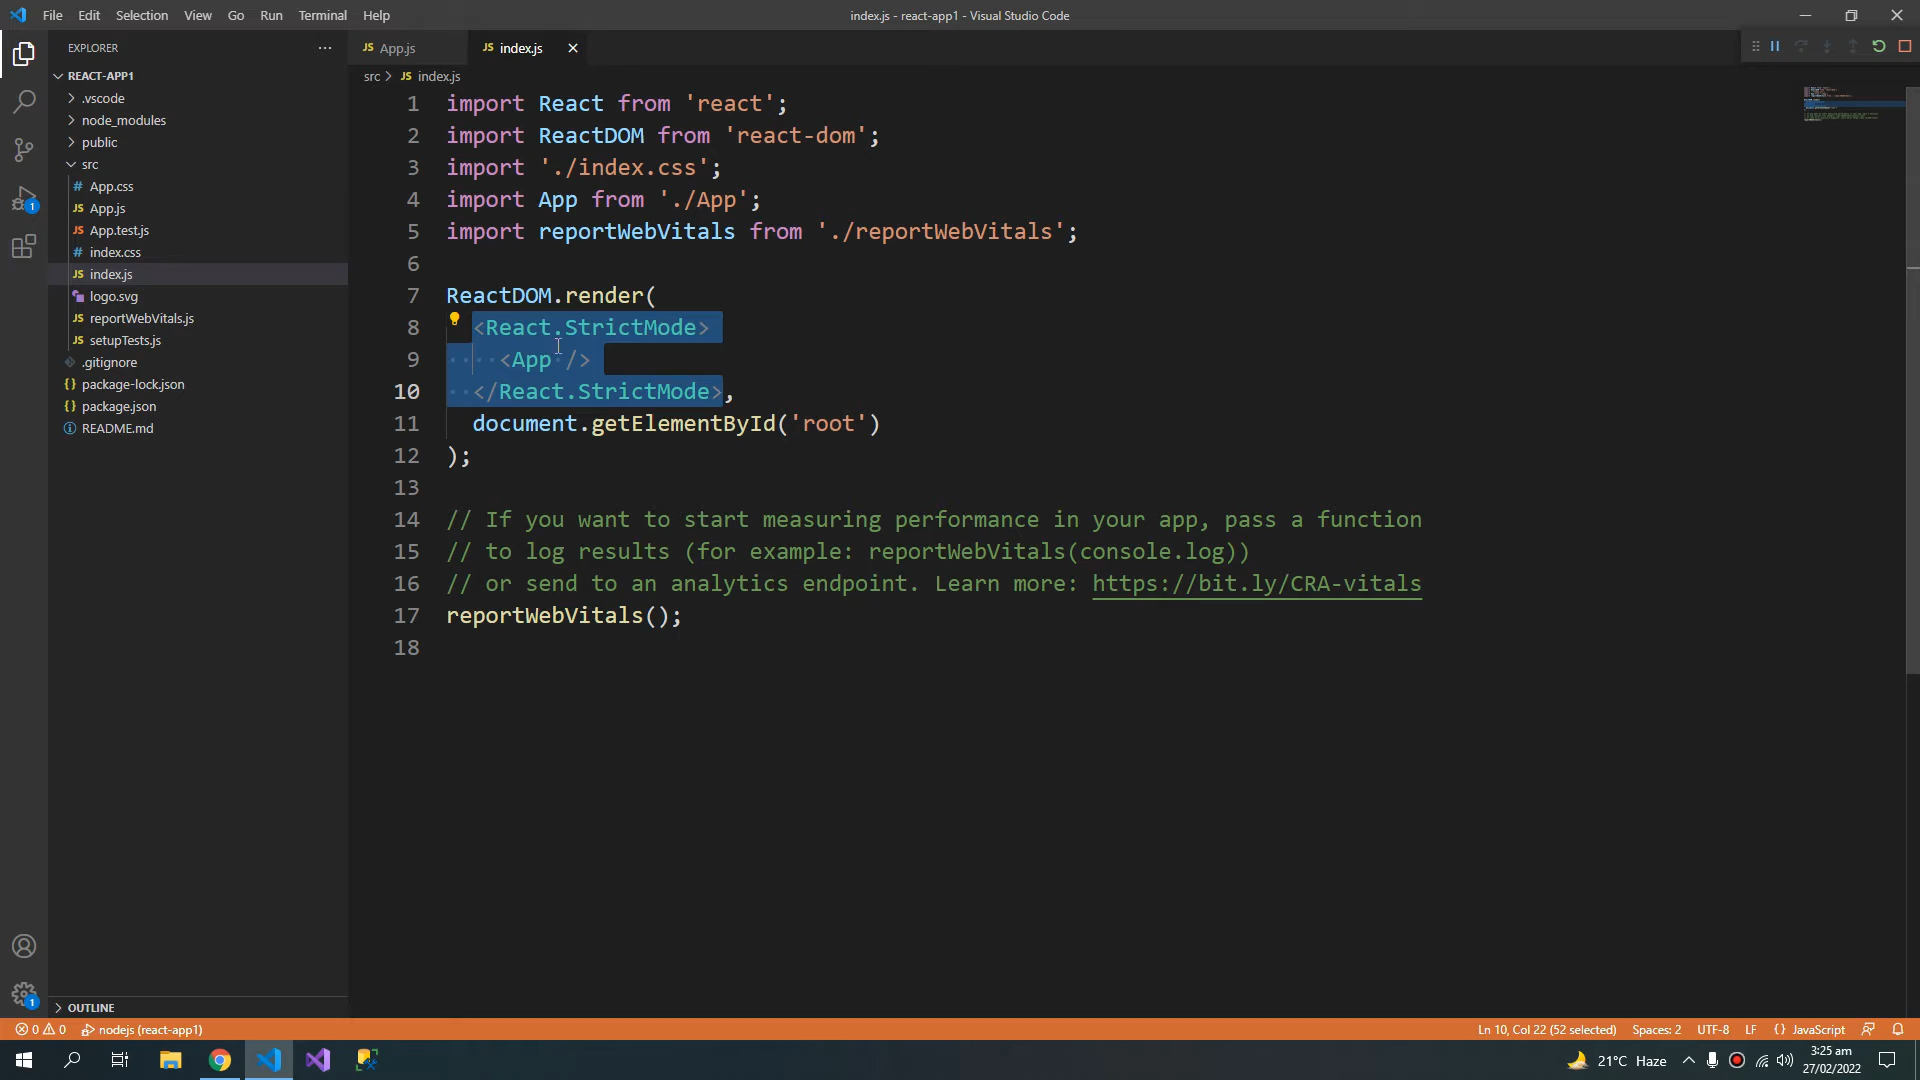 File Edit Selection View Go Run Terminal Help
index.js - react-app1 - Visual Studio Code
EXPLORER
REACT-APP1
.vscode
node_modules
public
src
# App.css
JS App.js
JS App.test.js
# index.css
JS index.js
logo.svg
JS reportWebVitals.js
JS setupTests.js
.gitignore
{} package-lock.json
{} package.json
README.md
OUTLINE
JS App.js
JS index.js
src > JS index.js
1 import React from 'react';
2 import ReactDOM from 'react-dom';
3 import './index.css';
4 import App from './App';
5 import reportWebVitals from './reportWebVitals';
6
7 ReactDOM.render(
8 <React.StrictMode>
9 <App />
10 </React.StrictMode>,
11 document.getElementById('root')
12 );
13
14 // If you want to start measuring performance in your app, pass a function
15 // to log results (for example: reportWebVitals(console.log))
16 // or send to an analytics endpoint. Learn more: https://bit.ly/CRA-vitals
17 reportWebVitals();
18
1
1
0 0 nodejs (react-app1)
Ln 10, Col 22 (52 selected) Spaces: 2 UTF-8 LF {} JavaScript
21°C Haze
3:25 am
27/02/2022